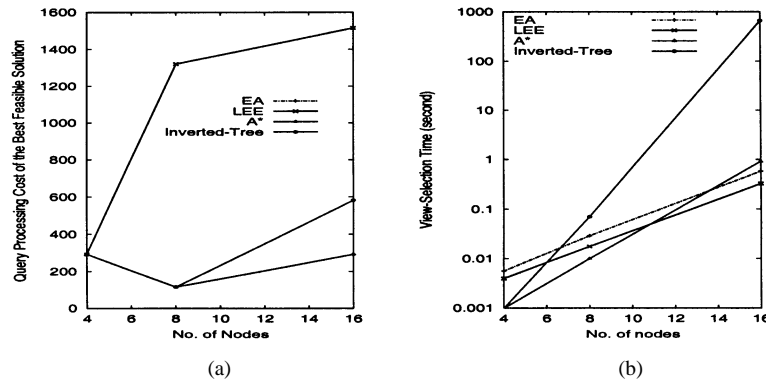 Query Processing Cost of the Best Feasible Solution
1600
1400
1200
1000
800
600
400
200
0
EA
LEE
A*
Inverted-Tree
4 6 8 10 12 14 16
No. of Nodes
(a)
View-Selection Time (second)
1000
100
10
1
0.1
0.01
0.001
EA
LEE
A*
Inverted-Tree
4 6 8 10 12 14 16
No. of nodes
(b)